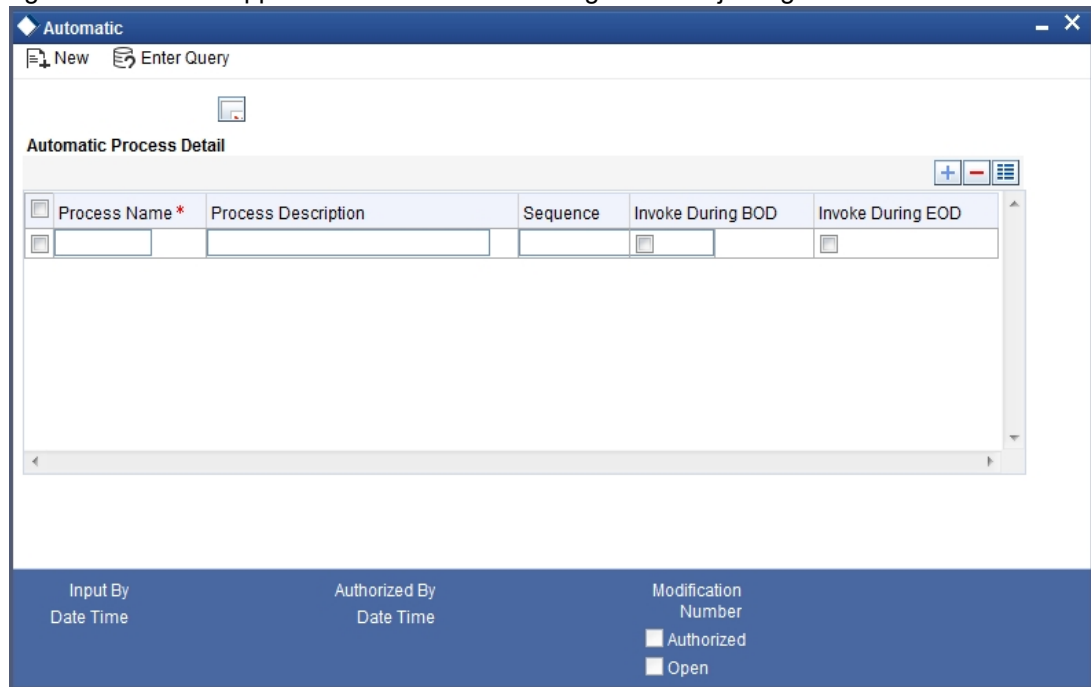 Automatic
New Enter Query
Automatic Process Detail
Process Name * Process Description Sequence Invoke During BOD Invoke During EOD
Input By Authorized By Modification
Number
Date Time Date Time
Authorized
Open